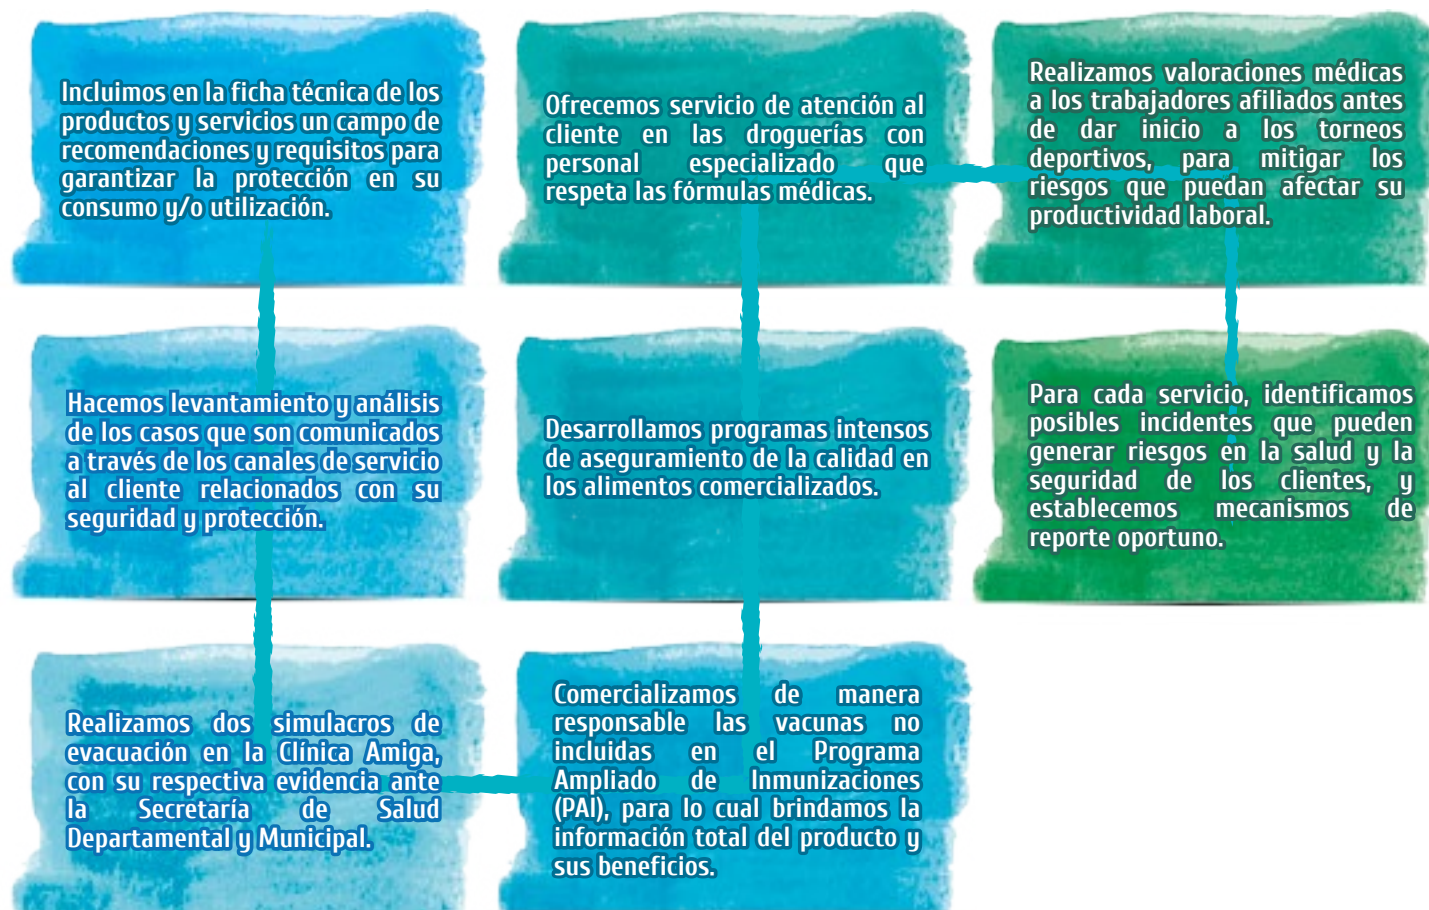 Incluimos en la ficha técnica de los
productos y servicios un campo de
recomendaciones y requisitos para
garantizar la protección en su
consumo y/o utilización.
Hacemos levantamiento y análisis
de los casos que son comunicados
a través de los canales de servicio
al cliente relacionados con su
seguridad y protección.
Realizamos dos simulacros de
evacuación en la Clínica Amiga,
con su respectiva evidencia ante
la Secretaría de Salud
Departamental y Municipal.
Comercializamos de manera
responsable las vacunas no
incluidas en el Programa
Ampliado de Inmunizaciones
(PAI), para lo cual brindamos la
información total del producto y
sus beneficios.
Desarrollamos programas intensos
de aseguramiento de la calidad en
los alimentos comercializados.
Ofrecemos servicio de atención al
cliente en las droguerías con
personal especializado que
respeta las fórmulas médicas.
Realizamos valoraciones médicas
a los trabajadores afiliados antes
de dar inicio a los torneos
deportivos, para mitigar los
riesgos que puedan afectar su
productividad laboral.
Para cada servicio, identificamos
posibles incidentes que pueden
generar riesgos en la salud y la
seguridad de los clientes, y
establecemos mecanismos de
reporte oportuno.